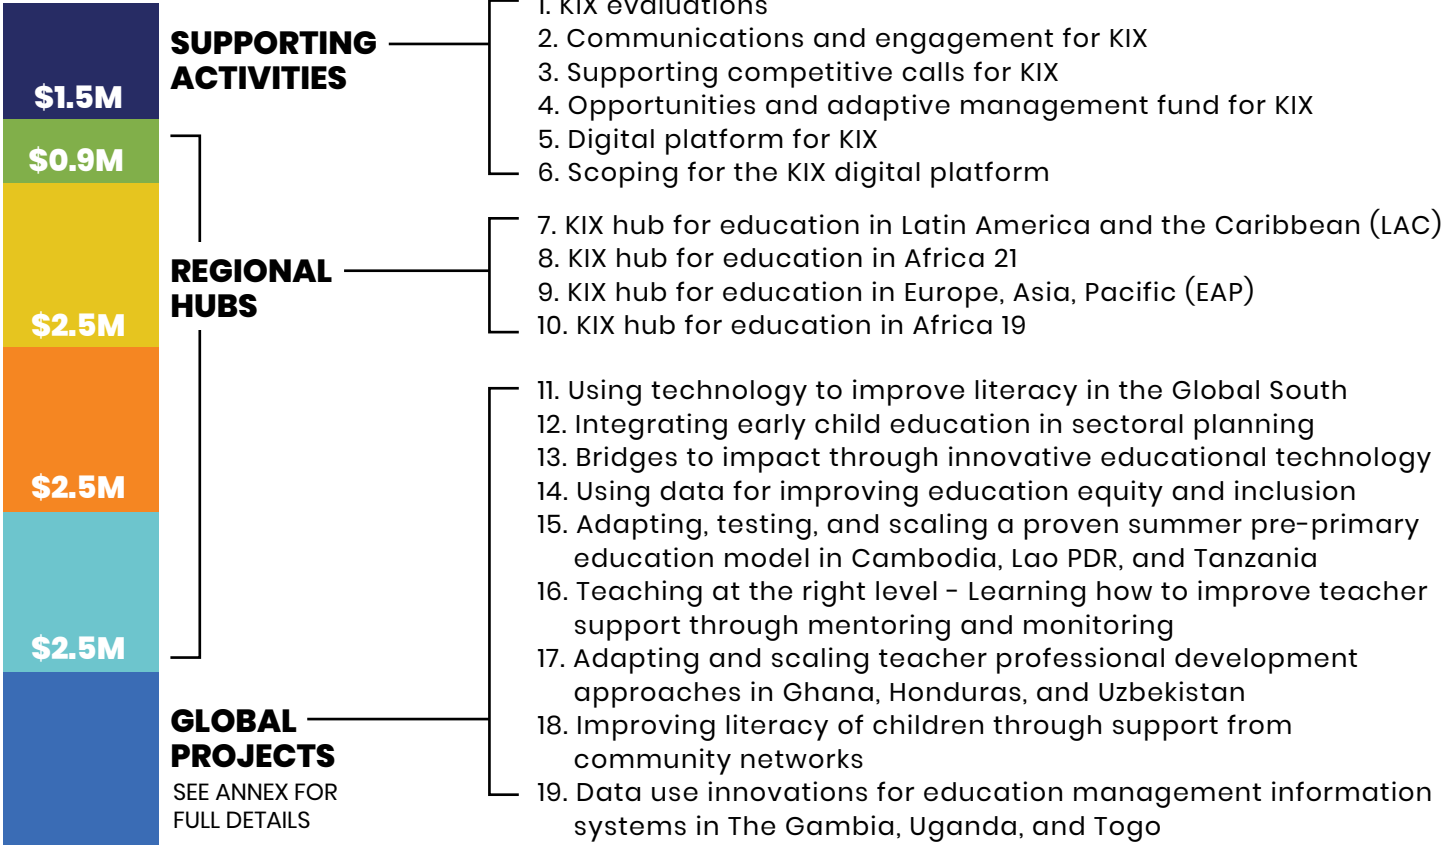 $1.5M
$0.9M
$2.5M
$2.5M
$2.5M
SUPPORTING
ACTIVITIES
1. KIX evaluations
2. Communications and engagement for KIX
3. Supporting competitive calls for KIX
4. Opportunities and adaptive management fund for KIX
5. Digital platform for KIX
6. Scoping for the KIX digital platform
REGIONAL
HUBS
7. KIX hub for education in Latin America and the Caribbean (LAC)
8. KIX hub for education in Africa 21
9. KIX hub for education in Europe, Asia, Pacific (EAP)
10. KIX hub for education in Africa 19
GLOBAL
PROJECTS
SEE ANNEX FOR
FULL DETAILS
11. Using technology to improve literacy in the Global South
12. Integrating early child education in sectoral planning
13. Bridges to impact through innovative educational technology
14. Using data for improving education equity and inclusion
15. Adapting, testing, and scaling a proven summer pre-primary
education model in Cambodia, Lao PDR, and Tanzania
16. Teaching at the right level - Learning how to improve teacher
support through mentoring and monitoring
17. Adapting and scaling teacher professional development
approaches in Ghana, Honduras, and Uzbekistan
18. Improving literacy of children through support from
community networks
19. Data use innovations for education management information
systems in The Gambia, Uganda, and Togo